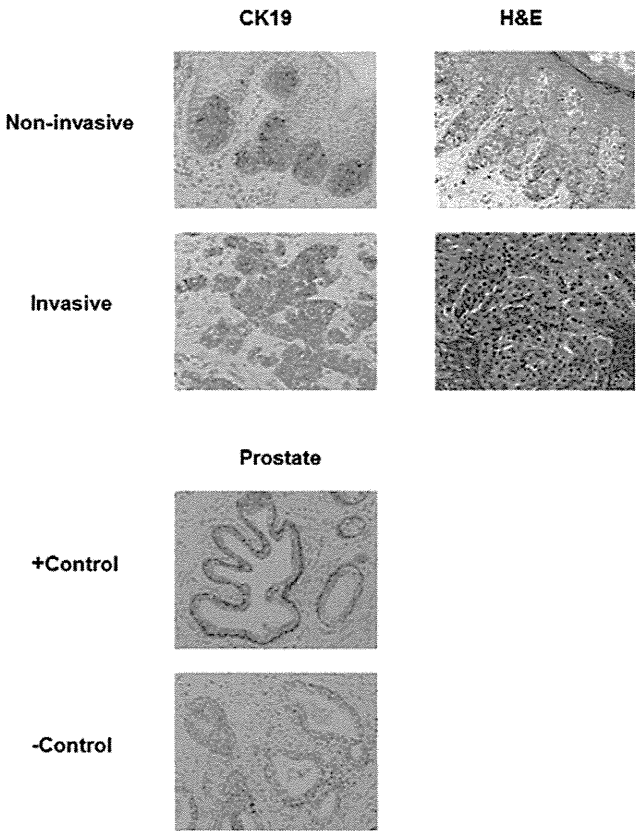 CK19
H&E
Non-invasive
Invasive
Prostate
+Control
-Control